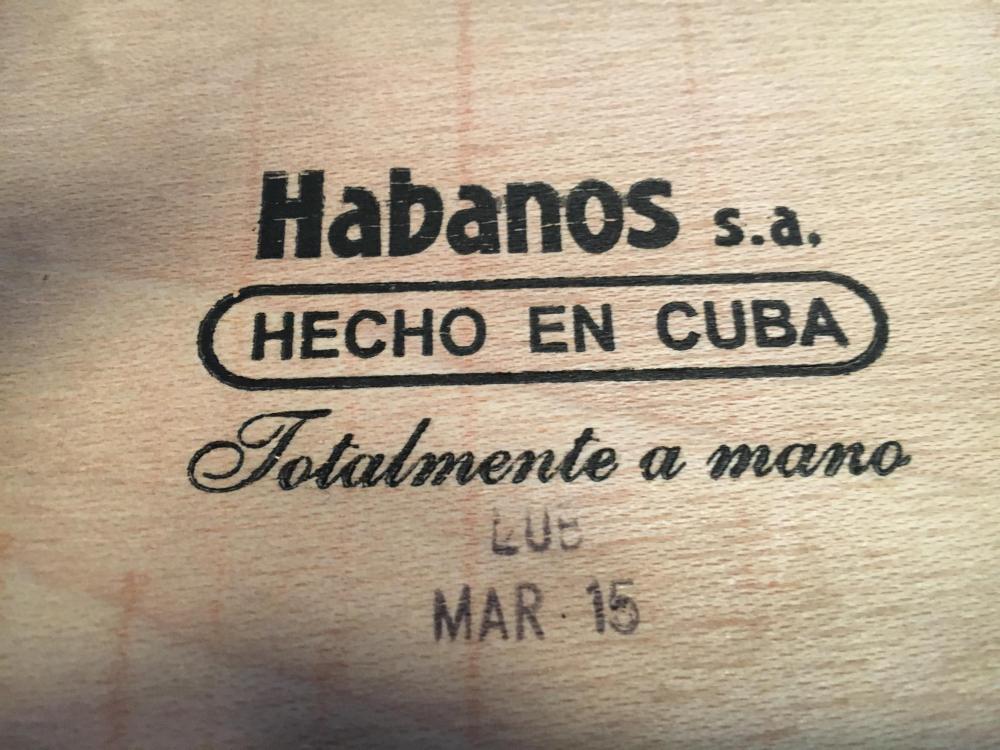 Habanos s.a.
HECHO EN CUBA
Totalmente a mano
MAR · 15